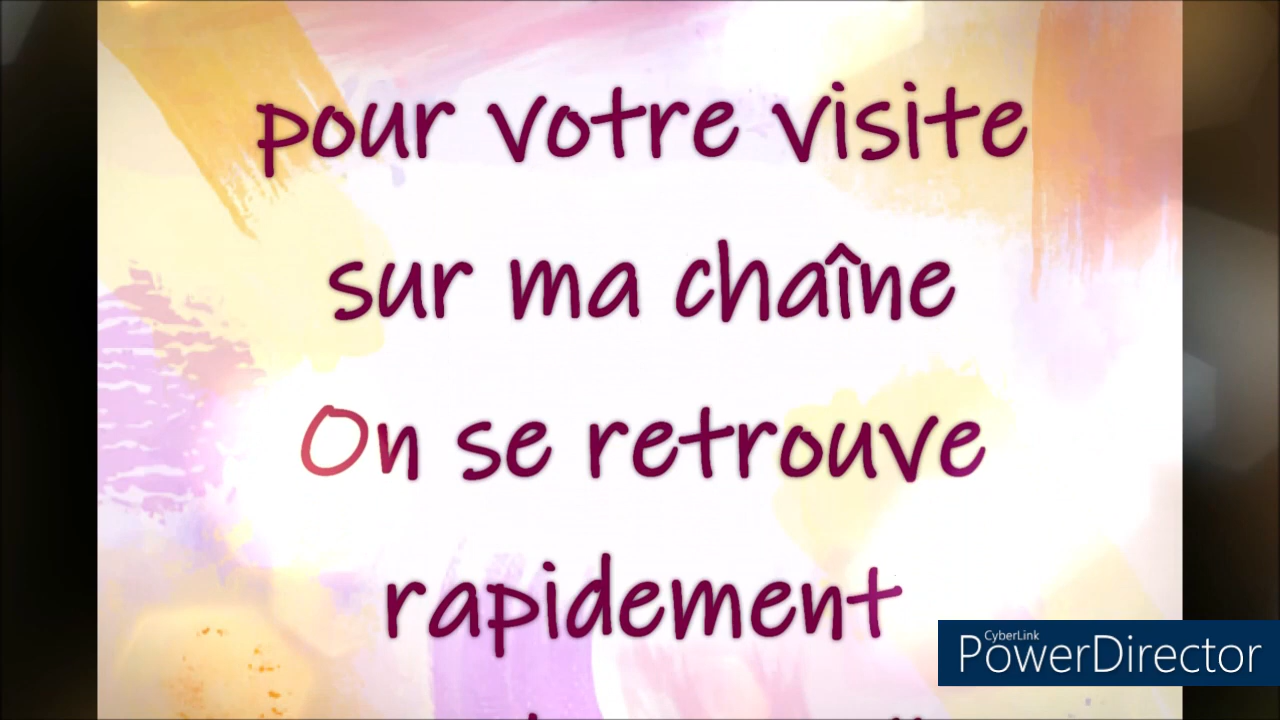 pour votre visite
sur ma chaîne
On se retrouve
rapidement
CyberLink
PowerDirector